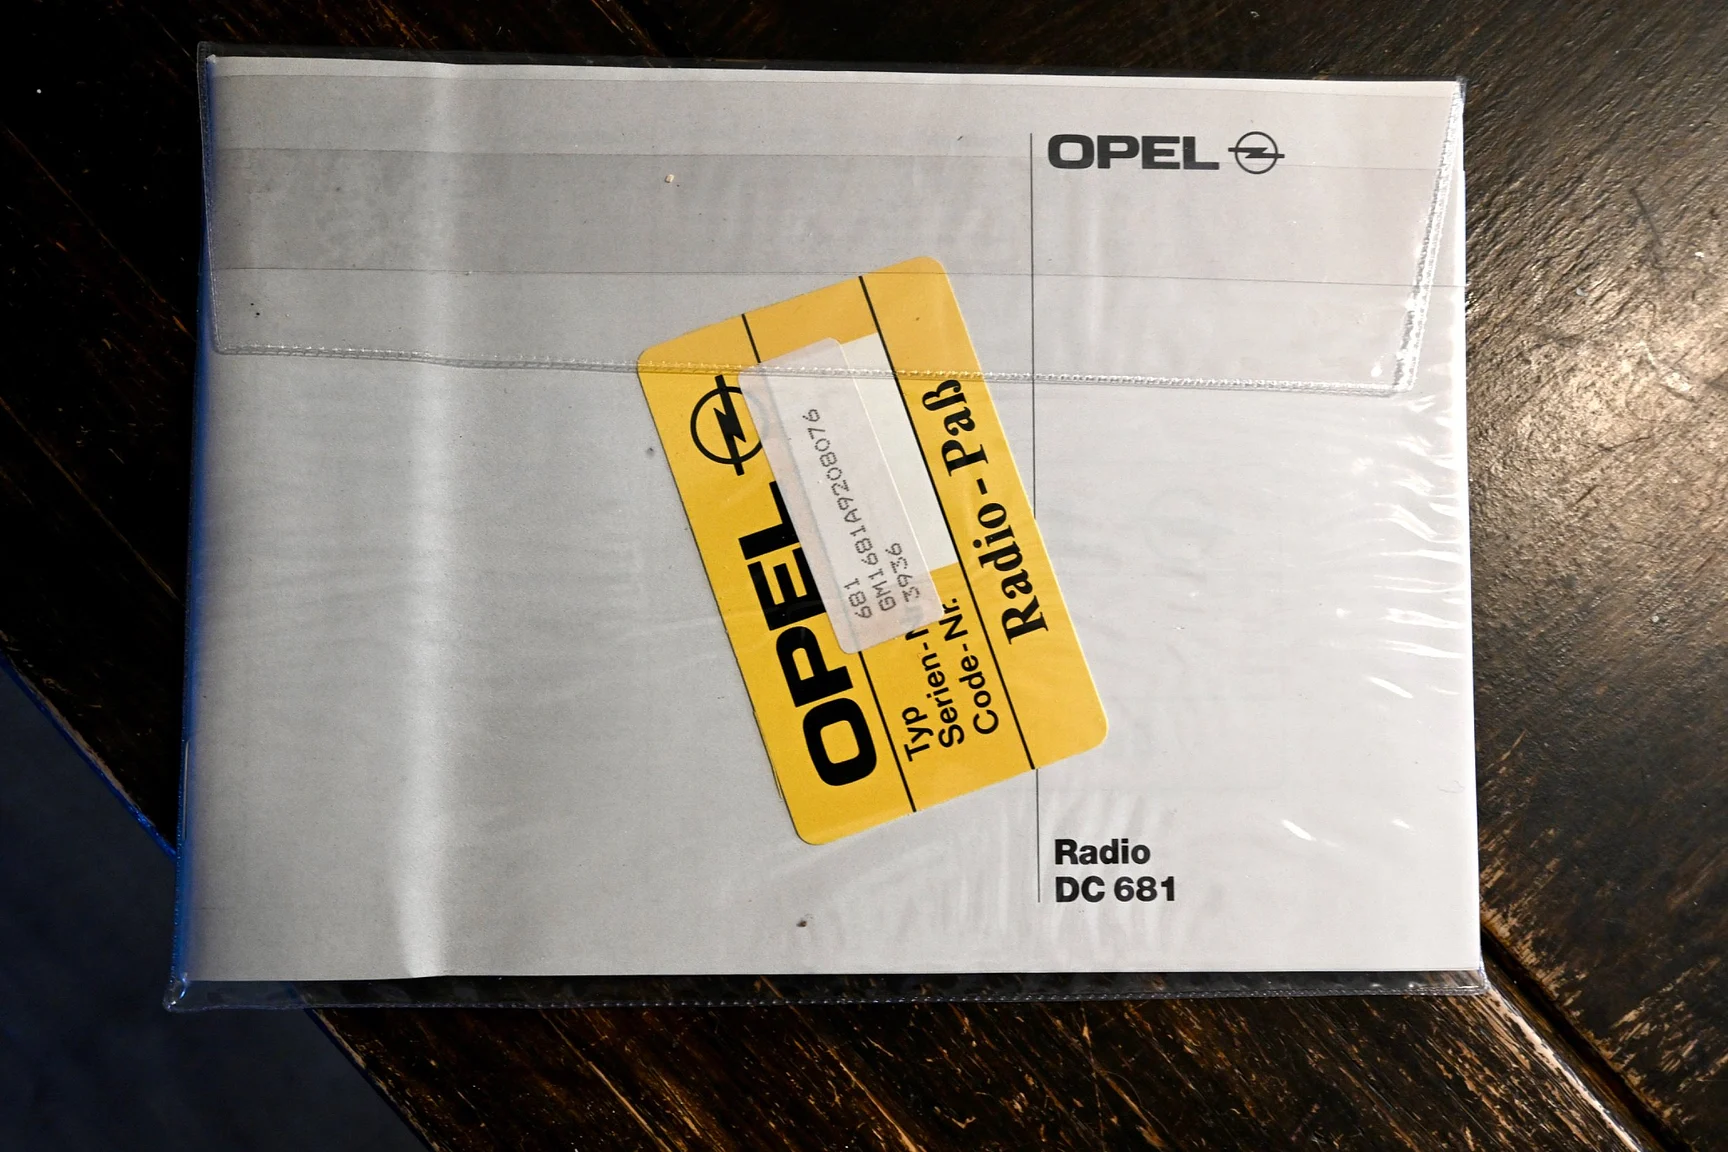 OPEL
OPEL
Typ
Serien-
Code-Nr.
681
GM1681A9208076
3936
Radio-Paß
Radio
DC 681